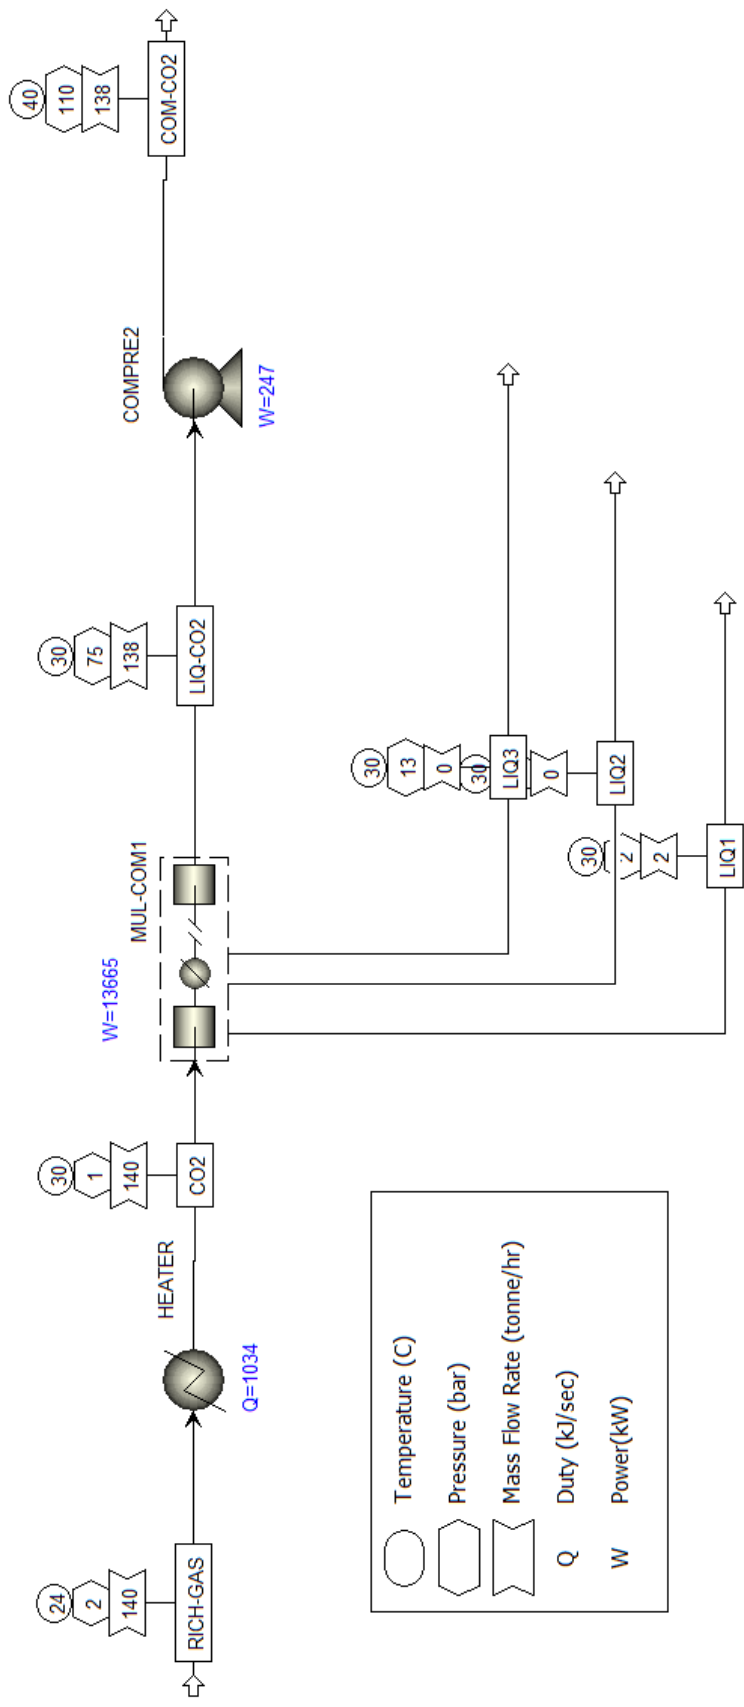 24
2
140
RICH-GAS
HEATER
Q=1034
30
1
140
CO2
W=13665
MUL-COM1
30
75
138
LIQ-CO2
COMPRE2
W=247
40
110
138
COM-CO2
30
13
0
LIQ3
30
0
LIQ2
30
2
2
LIQ1
Temperature (C)
Pressure (bar)
Mass Flow Rate (tonne/hr)
Q Duty (kJ/sec)
W Power(kW)